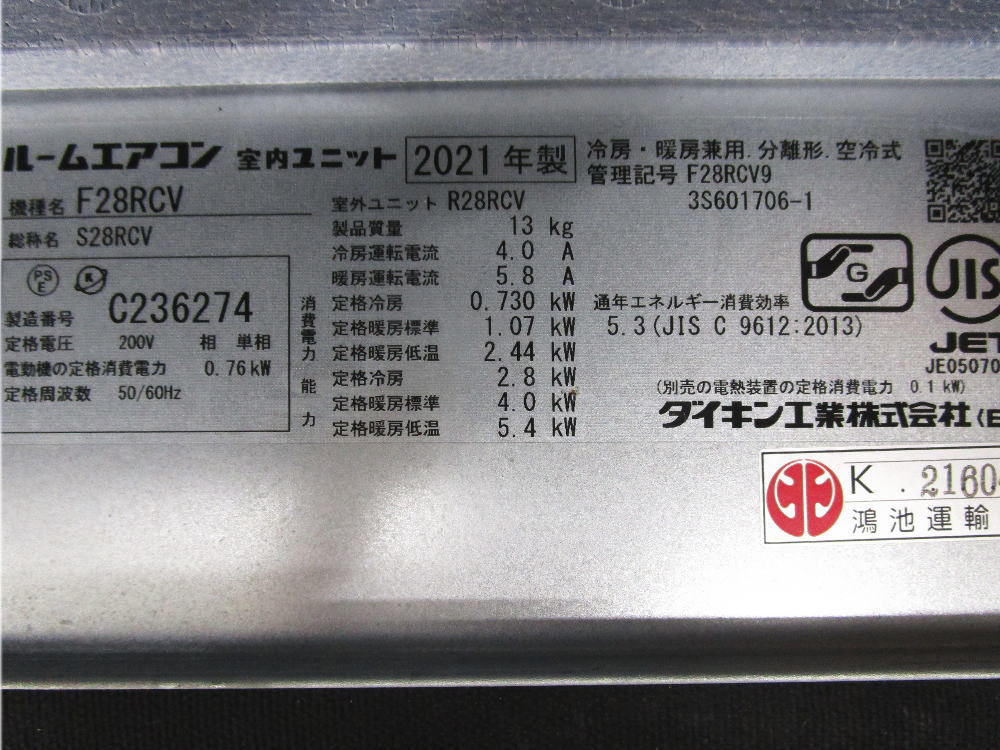 ルームエアコン 室内ユニット 2021年製
機種名 F28RCV
総称名 S28RCV
PS
E
製造番号 C236274
定格電圧 200V 相 単相
電動機の定格消費電力 0.76kW
定格周波数 50/60Hz
室外ユニット R28RCV
製品質量 13 kg
冷房運転電流 4.0 A
暖房運転電流 5.8 A
消費電力
定格冷房 0.730 kW
定格暖房標準 1.07 kW
定格暖房低温 2.44 kW
能力
定格冷房 2.8 kW
定格暖房標準 4.0 kW
定格暖房低温 5.4 kW
冷房・暖房兼用.分離形.空冷式
管理記号 F28RCV9
3S601706-1
G
JIS
通年エネルギー消費効率
5.3(JIS C 9612:2013)
JET
JE05070
(別売の電熱装置の定格消費電力 0.1kW)
ダイキン工業株式会社
K . 2160
鴻池運輸